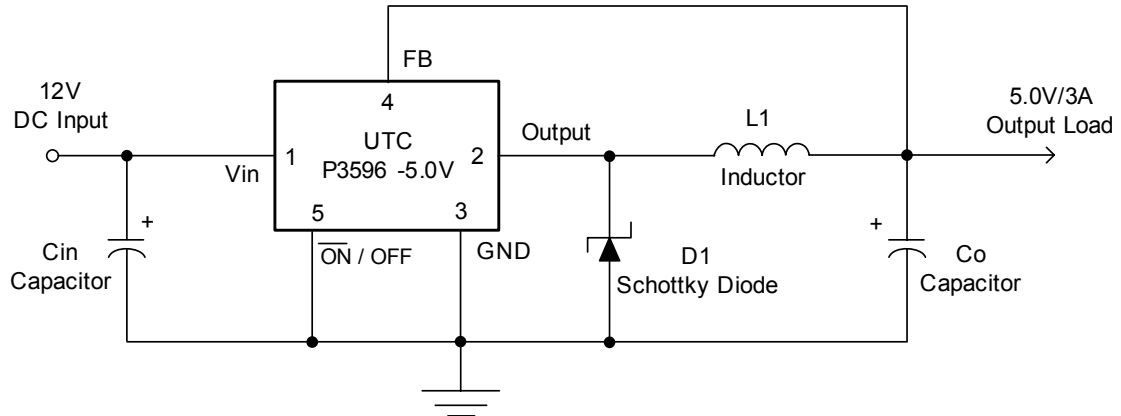 FB
12V
DC Input
5.0V/3A
Output Load
4
UTC
P3596 -5.0V
1
2
Vin
Output
L1
Inductor
5
3
ON / OFF
GND
+
Cin
Capacitor
D1
Schottky Diode
+
Co
Capacitor